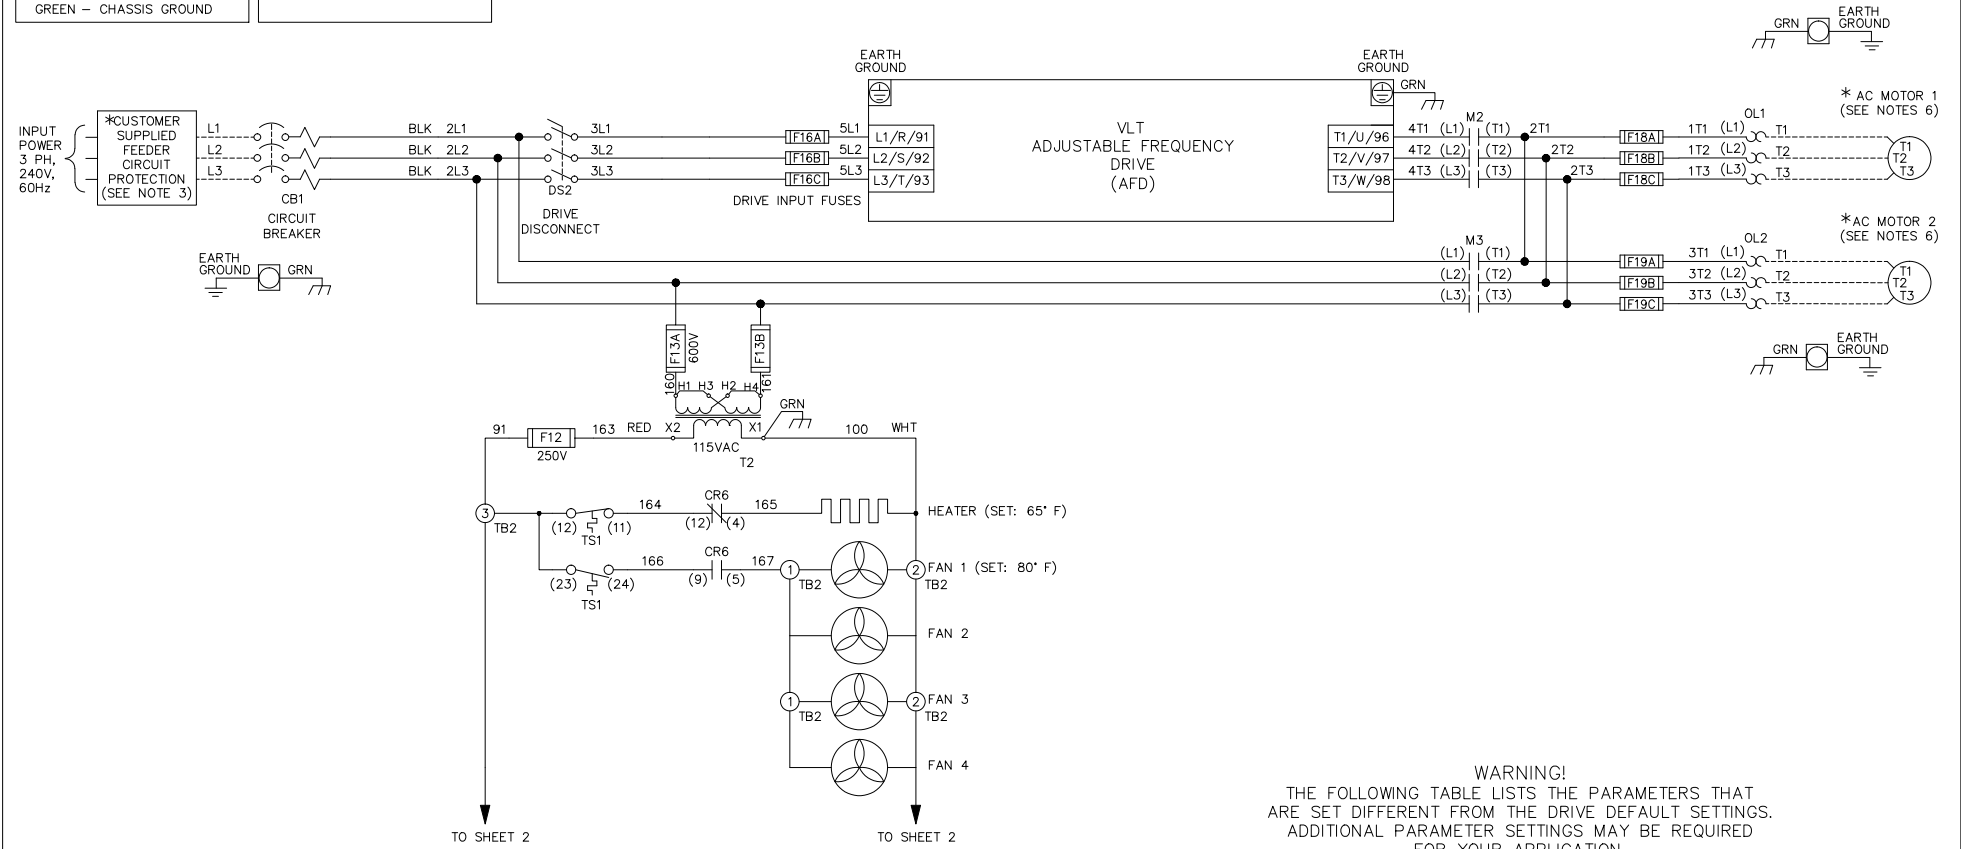 GREEN – CHASSIS GROUND
EARTH
GROUND
GRN
INPUT
POWER
3 PH,
240V,
60Hz
*CUSTOMER
SUPPLIED
FEEDER
CIRCUIT
PROTECTION
(SEE NOTE 3)
L1
L2
L3
CB1
CIRCUIT
BREAKER
BLK 2L1
BLK 2L2
BLK 2L3
3L1
3L2
3L3
DS2
DRIVE
DISCONNECT
F16A
F16B
F16C
DRIVE INPUT FUSES
5L1
5L2
5L3
EARTH
GROUND
L1/R/91
L2/S/92
L3/T/93
VLT
ADJUSTABLE FREQUENCY
DRIVE
(AFD)
EARTH
GROUND
GRN
T1/U/96
T2/V/97
T3/W/98
4T1 (L1) M2 (T1) 2T1
4T2 (L2) (T2) 2T2
4T3 (L3) (T3) 2T3
F18A
F18B
F18C
OL1
1T1 (L1) T1
1T2 (L2) T2
1T3 (L3) T3
* AC MOTOR 1
(SEE NOTES 6)
T1
T2
T3
EARTH
GROUND
GRN
M3
(L1) (T1)
(L2) (T2)
(L3) (T3)
F19A
F19B
F19C
OL2
3T1 (L1) T1
3T2 (L2) T2
3T3 (L3) T3
*AC MOTOR 2
(SEE NOTES 6)
T1
T2
T3
GRN
EARTH
GROUND
F13A
600V
F13B
160
161
H1 H3 H2 H4
GRN
91
F12
250V
163 RED X2
X1 100 WHT
115VAC
T2
3
TB2
(12) (11)
TS1
164
CR6
(12) (4)
165
HEATER (SET: 65° F)
(23) (24)
TS1
166
CR6
(9) (5)
167
1
TB2
2
TB2
FAN 1 (SET: 80° F)
FAN 2
1
TB2
2
TB2
FAN 3
FAN 4
TO SHEET 2
TO SHEET 2
WARNING!
THE FOLLOWING TABLE LISTS THE PARAMETERS THAT
ARE SET DIFFERENT FROM THE DRIVE DEFAULT SETTINGS.
ADDITIONAL PARAMETER SETTINGS MAY BE REQUIRED
FOR YOUR APPLICATION